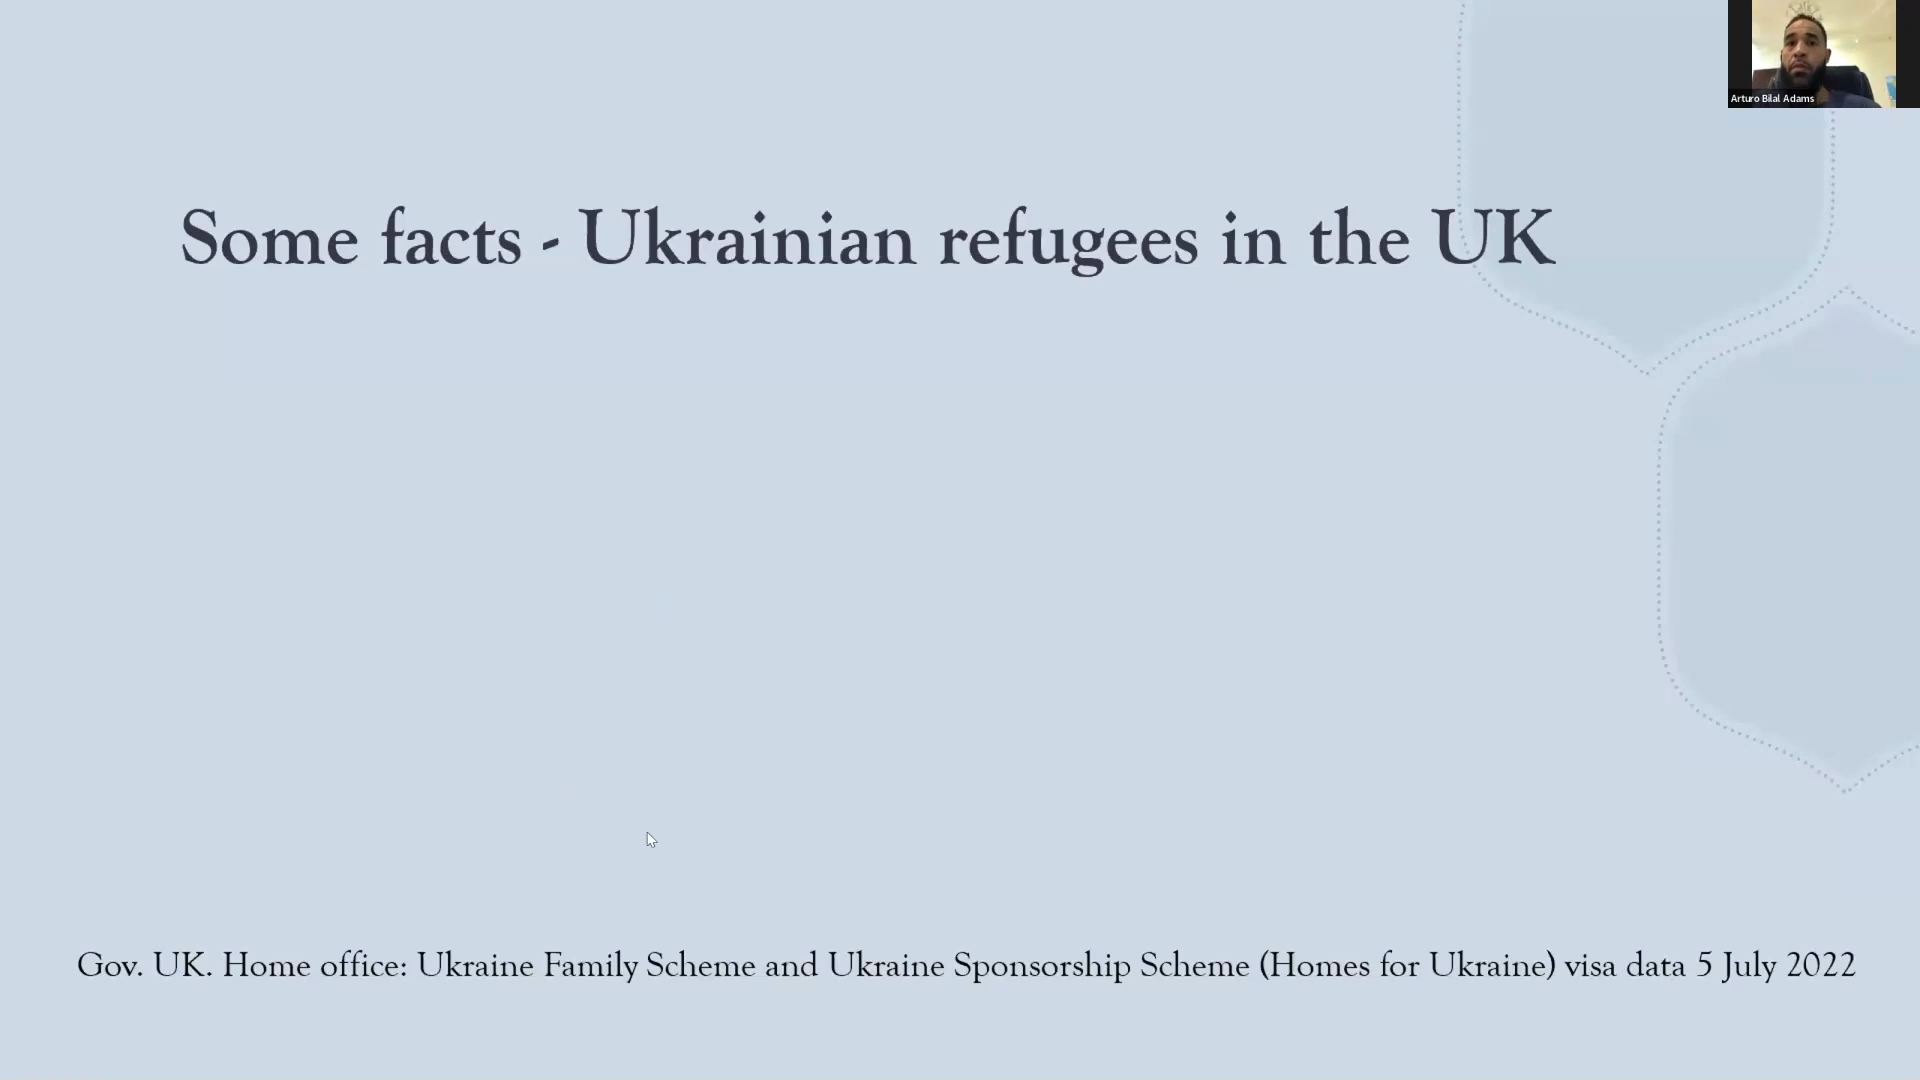 Arturo Bilal Adams
Some facts - Ukrainian refugees in the UK
Gov. UK. Home office: Ukraine Family Scheme and Ukraine Sponsorship Scheme (Homes for Ukraine) visa data 5 July 2022